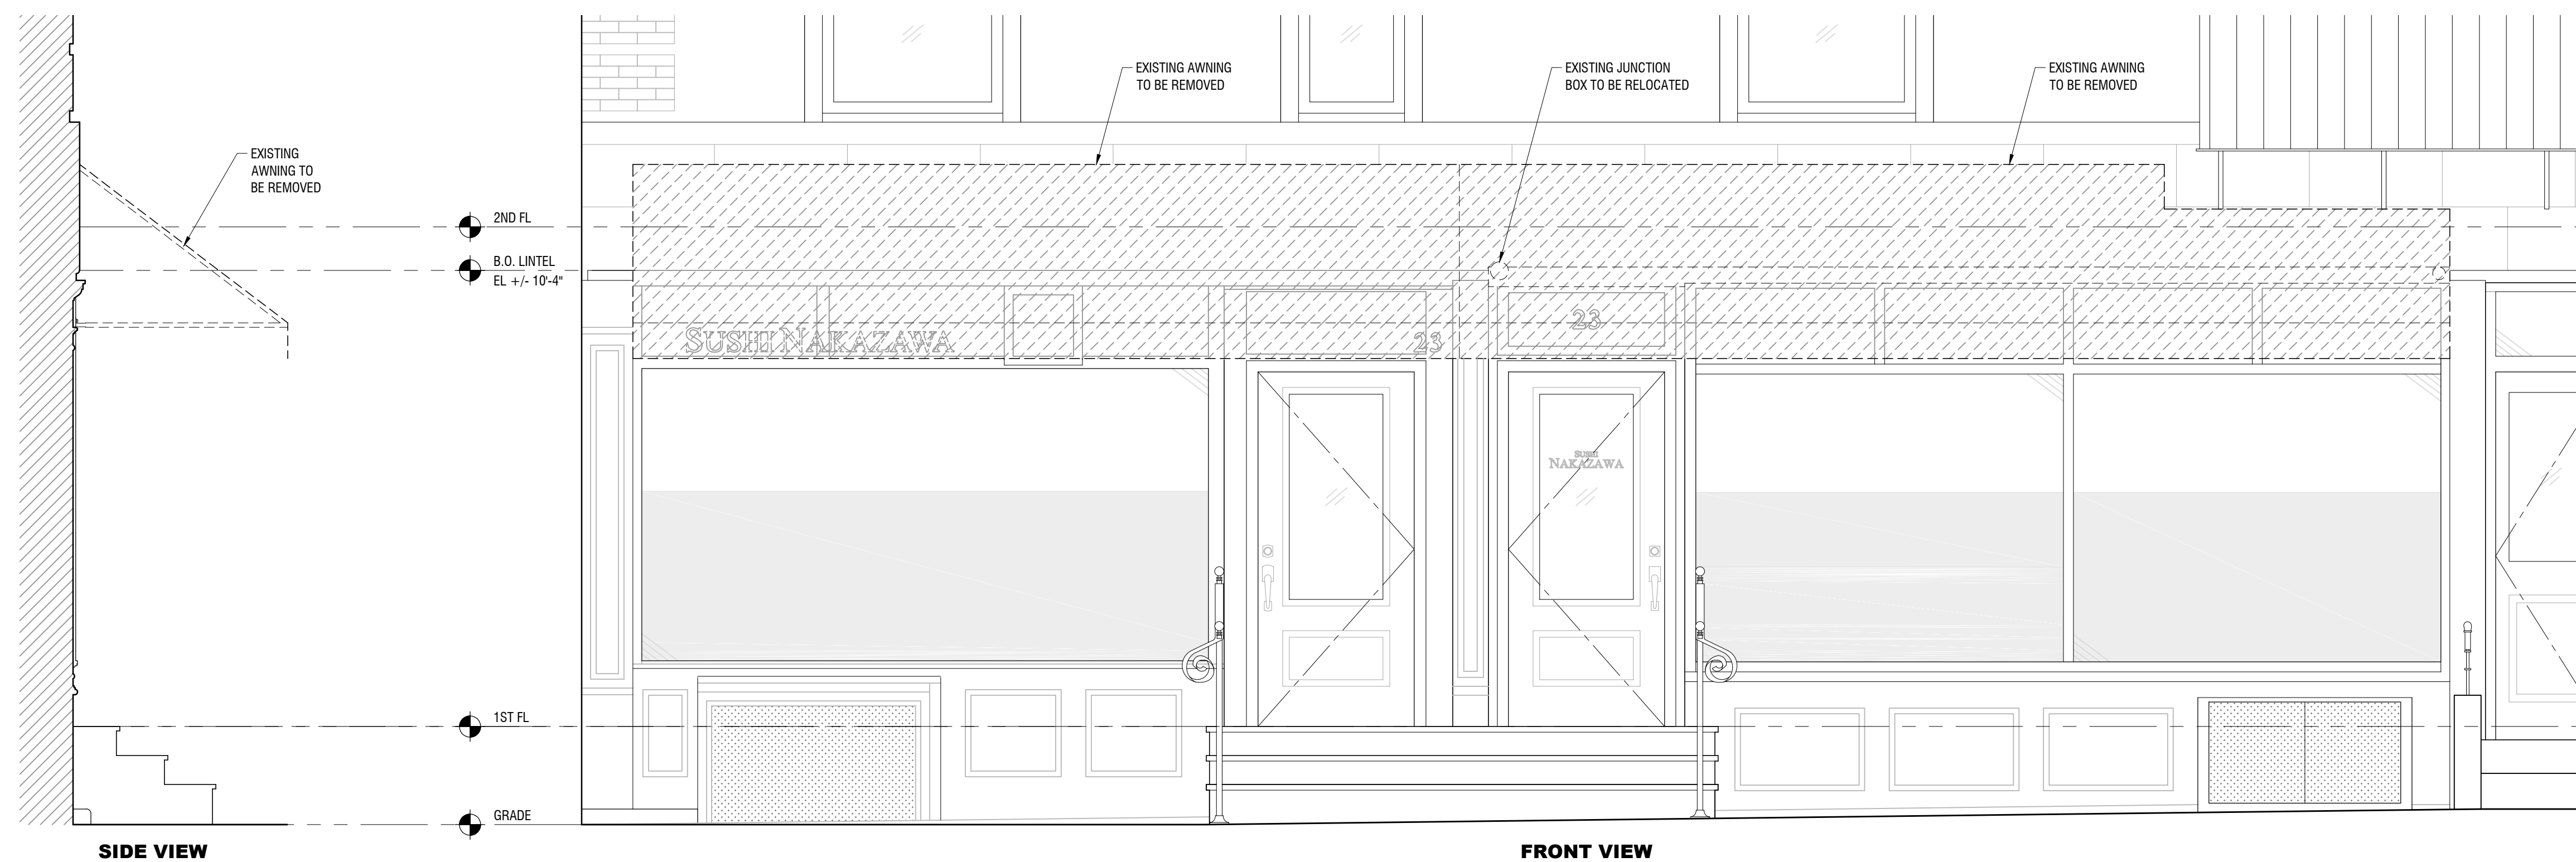 EXISTING AWNING
TO BE REMOVED
EXISTING JUNCTION
BOX TO BE RELOCATED
EXISTING AWNING
TO BE REMOVED
EXISTING
AWNING TO
BE REMOVED
2ND FL
B.O. LINTEL
EL +/- 10'-4"
SUSHI NAKAZAWA
23
23
SUSHI
NAKAZAWA
1ST FL
GRADE
SIDE VIEW
FRONT VIEW